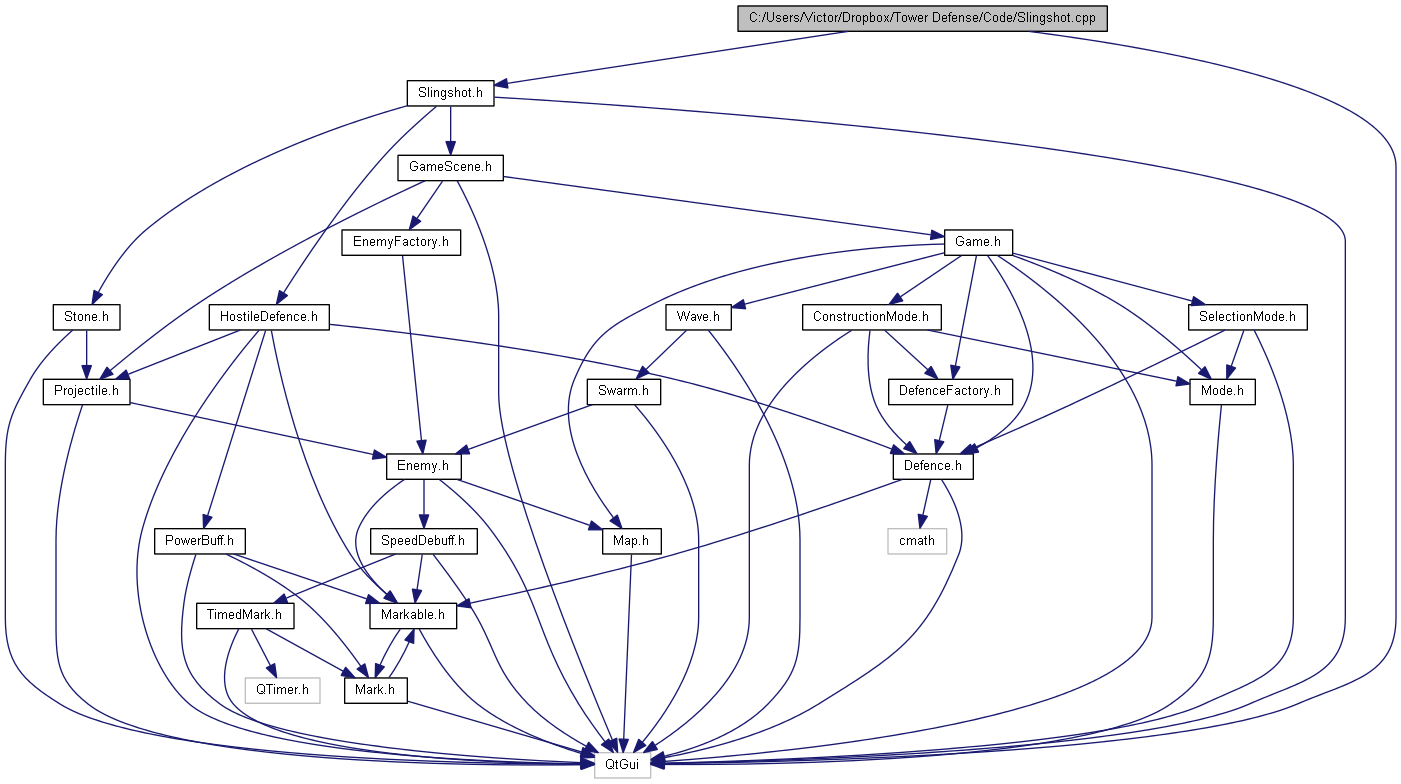 C:/Users/Victor/Dropbox/Tower Defense/Code/Slingshot.cpp
Slingshot.h
GameScene.h
EnemyFactory.h
Game.h
Stone.h
HostileDefence.h
Wave.h
ConstructionMode.h
SelectionMode.h
Projectile.h
Swarm.h
DefenceFactory.h
Mode.h
Enemy.h
Defence.h
PowerBuff.h
SpeedDebuff.h
Map.h
cmath
TimedMark.h
Markable.h
QTimer.h
Mark.h
QtGui